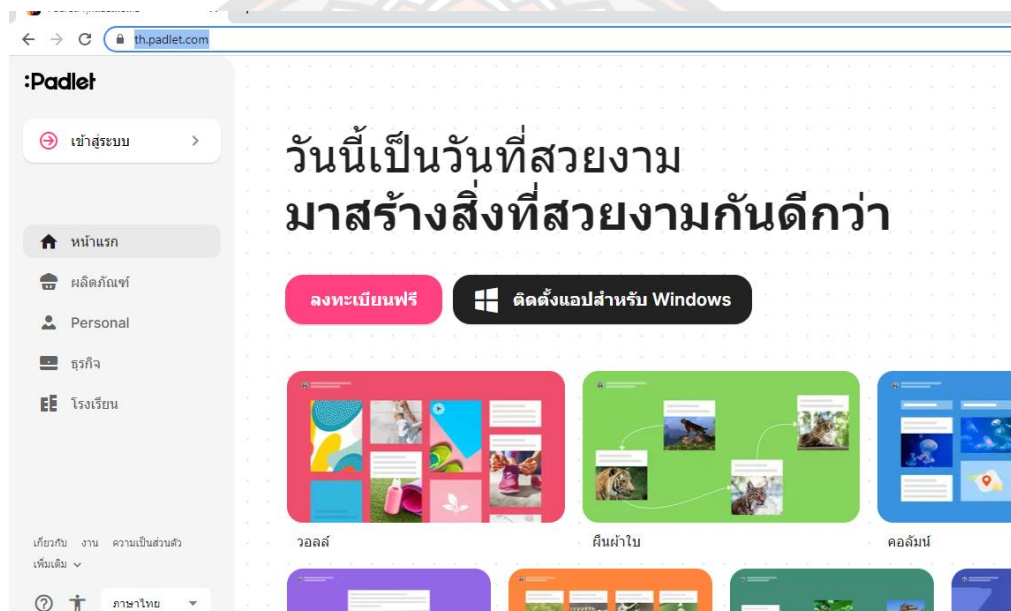 th.padlet.com
:Padlet
เข้าสู่ระบบ
วันนี้เป็นวันที่สวยงาม
มาสร้างสิ่งที่สวยงามกันดีกว่า
หน้าแรก
ผลิตภัณฑ์
ลงทะเบียนฟรี
ติดตั้งแอปสำหรับ Windows
Personal
ธุรกิจ
โรงเรียน
วอลล์
ผืนผ้าใบ
คอลัมน์
เกี่ยวกับ งาน ความเป็นส่วนตัว
เพิ่มเติม
ภาษาไทย